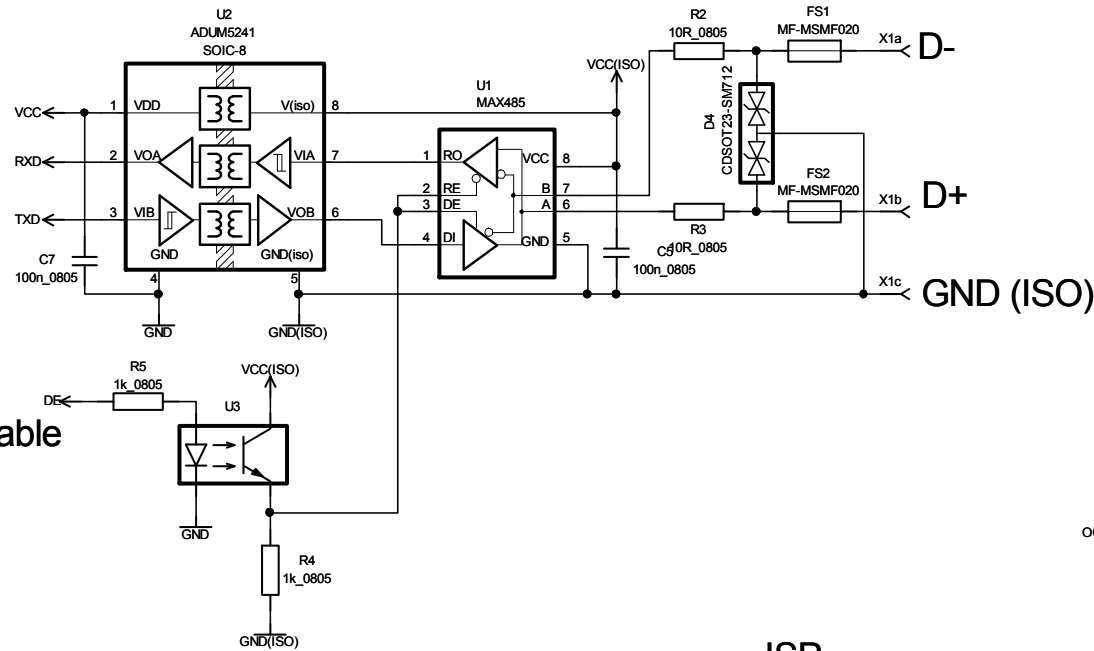 U2
ADUM5241
SOIC-8
VCC
1
VDD
V(iso)
8
RXD
2
VOA
VIA
7
TXD
3
VIB
VOB
6
GND
GND(iso)
4
5
C7
100n_0805
GND
GND(ISO)
U1
MAX485
1
RO
VCC
8
2
RE
B
7
3
DE
A
6
4
DI
GND
5
VCC(ISO)
C5
100n_0805
R2
10R_0805
R3
10R_0805
D4
CDSOT23-SM712
FS1
MF-MSMF020
FS2
MF-MSMF020
X1a
D-
X1b
D+
X1c
GND (ISO)
R5
1k_0805
DE
able
U3
VCC(ISO)
GND
R4
1k_0805
GND(ISO)